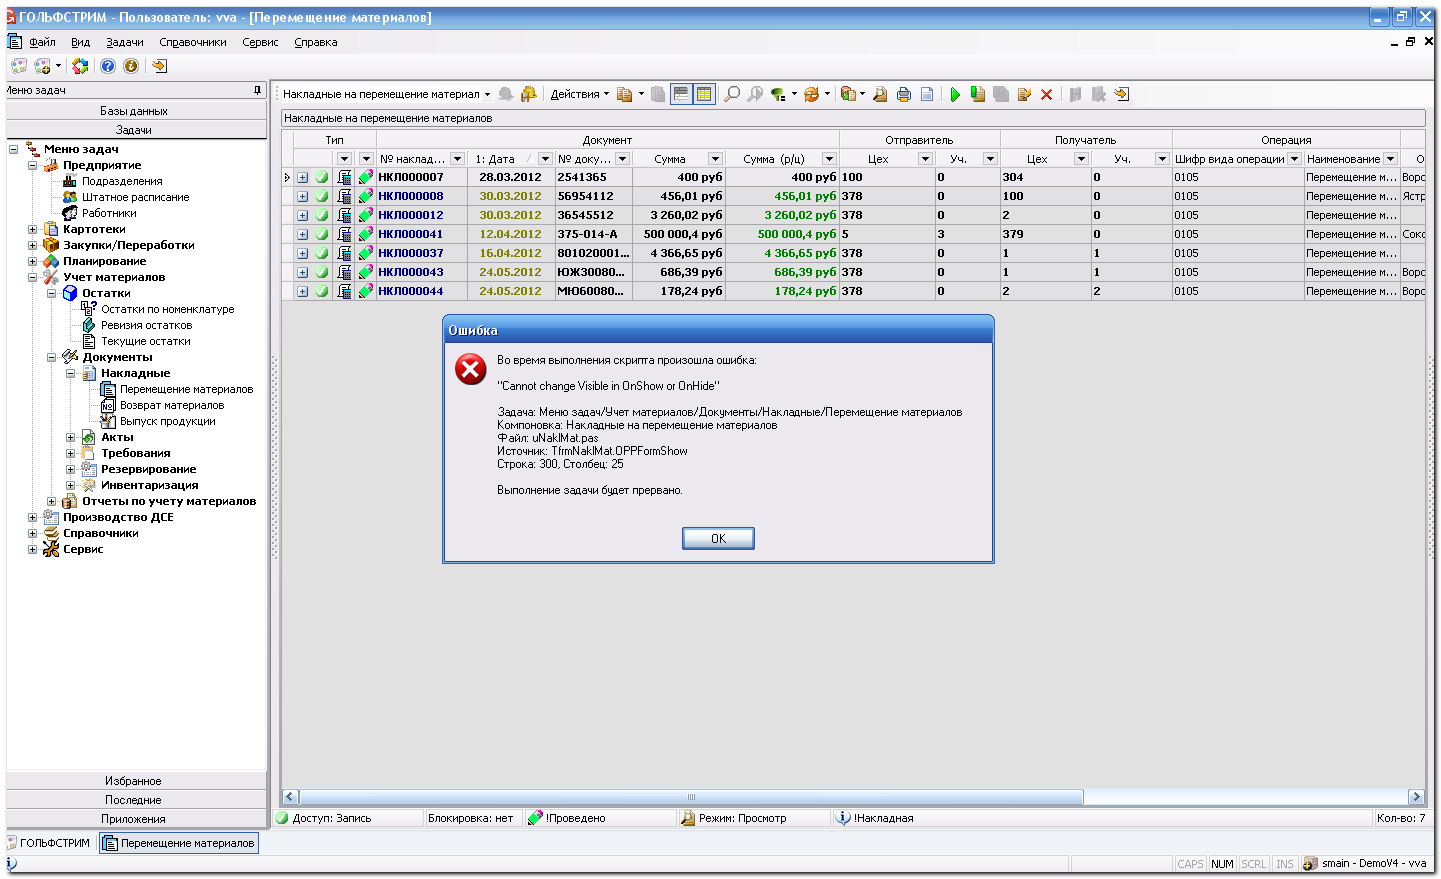 ГОЛЬФСТРИМ - Пользователь: vva - [Перемещение материалов]
Файл Вид Задачи Справочники Сервис Справка
Меню задач
Базы данных
Задачи
Меню задач
Предприятие
Подразделения
Штатное расписание
Работники
Картотеки
Закупки/Переработки
Планирование
Учет материалов
Остатки
Остатки по номенклатуре
Ревизия остатков
Текущие остатки
Документы
Накладные
Перемещение материалов
Возврат материалов
Выпуск продукции
Акты
Требования
Резервирование
Инвентаризация
Отчеты по учету материалов
Производство ДСЕ
Справочники
Сервис
Избранное
Последние
Приложения
Накладные на перемещение материал Действия
Накладные на перемещение материалов
Тип Документ Отправитель Получатель Операция
№ наклад... 1: Дата № доку... Сумма Сумма (р/ц) Цех Уч. Цех Уч. Шифр вида операции Наименование О
НКЛ000007 28.03.2012 2541365 400 руб 400 руб 100 0 304 0 0105 Перемещение м... Воро
НКЛ000008 30.03.2012 56954112 456,01 руб 456,01 руб 378 0 100 0 0105 Перемещение м... Ястр
НКЛ000012 30.03.2012 36545512 3 260,02 руб 3 260,02 руб 378 0 2 0 0105 Перемещение м...
НКЛ000041 12.04.2012 375-014-А 500 000,4 руб 500 000,4 руб 5 3 379 0 0105 Перемещение м... Соко
НКЛ000037 16.04.2012 801020001... 4 366,65 руб 4 366,65 руб 378 0 1 1 0105 Перемещение м...
НКЛ000043 24.05.2012 ЮЖ30080... 686,39 руб 686,39 руб 378 0 1 1 0105 Перемещение м... Воро
НКЛ000044 24.05.2012 МЮ60080... 178,24 руб 178,24 руб 378 0 2 2 0105 Перемещение м... Воро
Ошибка
Во время выполнения скрипта произошла ошибка:
"Cannot change Visible in OnShow or OnHide"
Задача: Меню задач/Учет материалов/Документы/Накладные/Перемещение материалов
Компоновка: Накладные на перемещение материалов
Файл: uNaklMat.pas
Источник: TfrmNaklMat.OPPFormShow
Строка: 300, Столбец: 25
Выполнение задачи будет прервано.
OK
Доступ: Запись Блокировка: нет !Проведено Режим: Просмотр !Накладная Кол-во: 7
ГОЛЬФСТРИМ Перемещение материалов
CAPS NUM SCRL INS smain - DemoV4 - vva